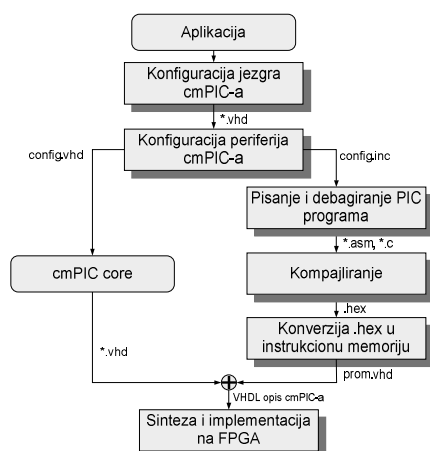 Aplikacija
Konfiguracija jezgra
cmPIC-a
*.vhd
Konfiguracija periferija
cmPIC-a
config.vhd
config.inc
Pisanje i debagiranje PIC
programa
*.asm, *.c
cmPIC core
Kompajliranje
.hex
Konverzija .hex u
instrukcionu memoriju
*.vhd
prom.vhd
VHDL opis cmPIC-a
Sinteza i implementacija
na FPGA